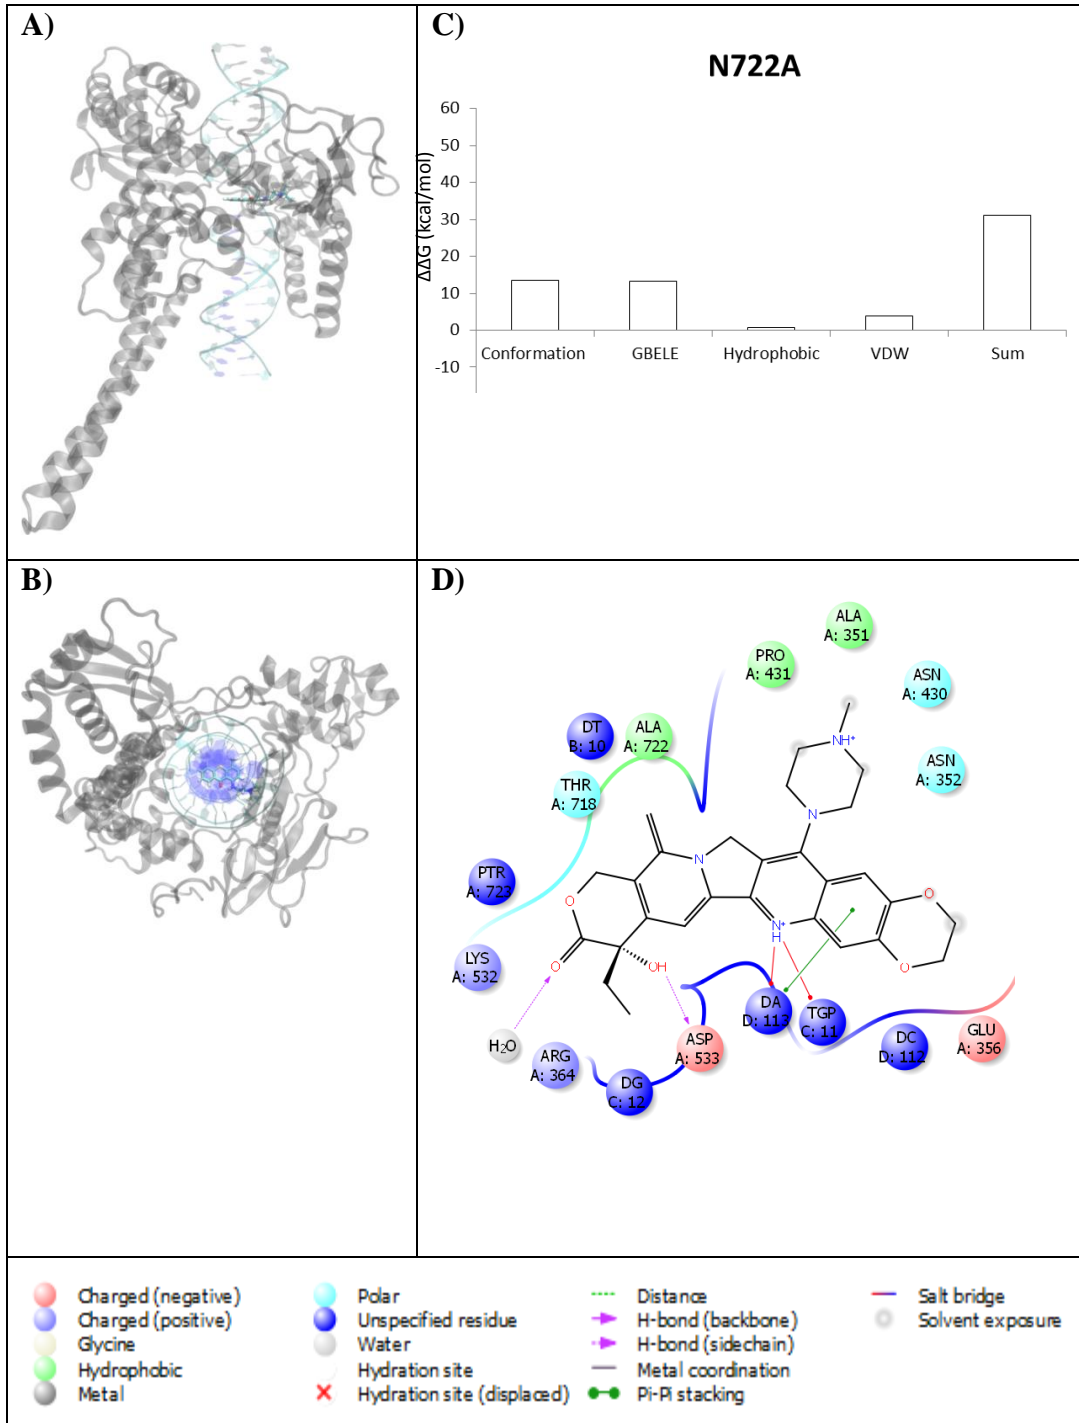 A)
C)
N722A
ΔΔG (kcal/mol)
60
50
40
30
20
10
0
-10
Conformation GBELE Hydrophobic VDW Sum
B)
D)
ALA
A: 351
PRO
A: 431
ASN
A: 430
DT
B: 10
ALA
A: 722
NH+
ASN
A: 352
THR
A: 718
N
N
PTR
A: 723
O
O
N+
H
LYS
A: 532
O
OH
O
DA
D: 113
TGP
C: 11
H2O
ARG
A: 364
ASP
A: 533
DC
D: 112
GLU
A: 356
DG
C: 12
Charged (negative)
Charged (positive)
Glycine
Hydrophobic
Metal
Polar
Unspecified residue
Water
Hydration site
Hydration site (displaced)
Distance
H-bond (backbone)
H-bond (sidechain)
Metal coordination
Pi-Pi stacking
Salt bridge
Solvent exposure